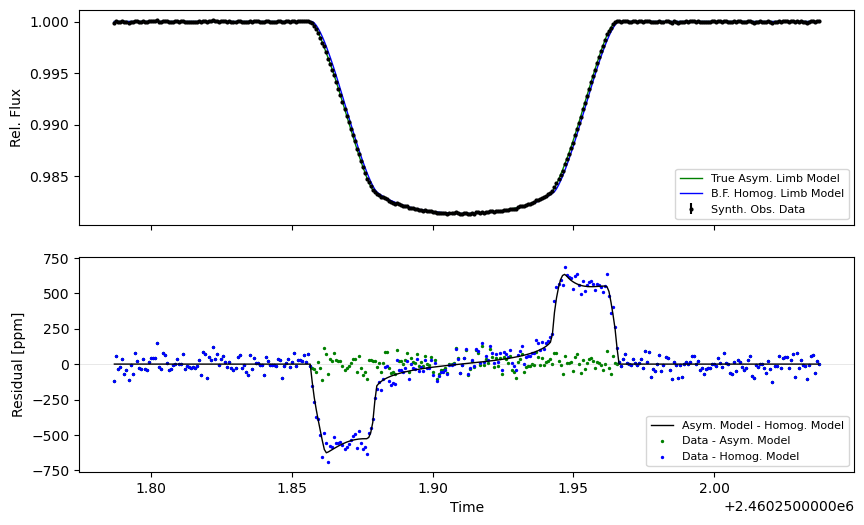 1.000
0.995
0.990
0.985
Rel. Flux
True Asym. Limb Model
B.F. Homog. Limb Model
Synth. Obs. Data
750
500
250
0
−250
−500
−750
Residual [ppm]
Asym. Model - Homog. Model
Data - Asym. Model
Data - Homog. Model
1.80 1.85 1.90 1.95 2.00
Time
+2.4602500000e6